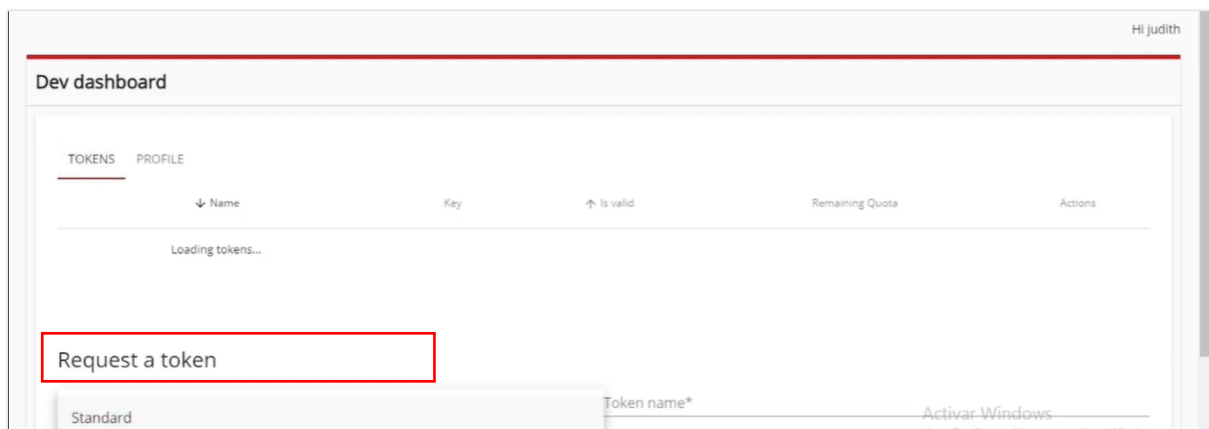 Hi judith
Dev dashboard
TOKENS PROFILE
↓ Name Key ↑ Is valid Remaining Quota Actions
Loading tokens...
Request a token
Token name*
Standard
Activar Windows